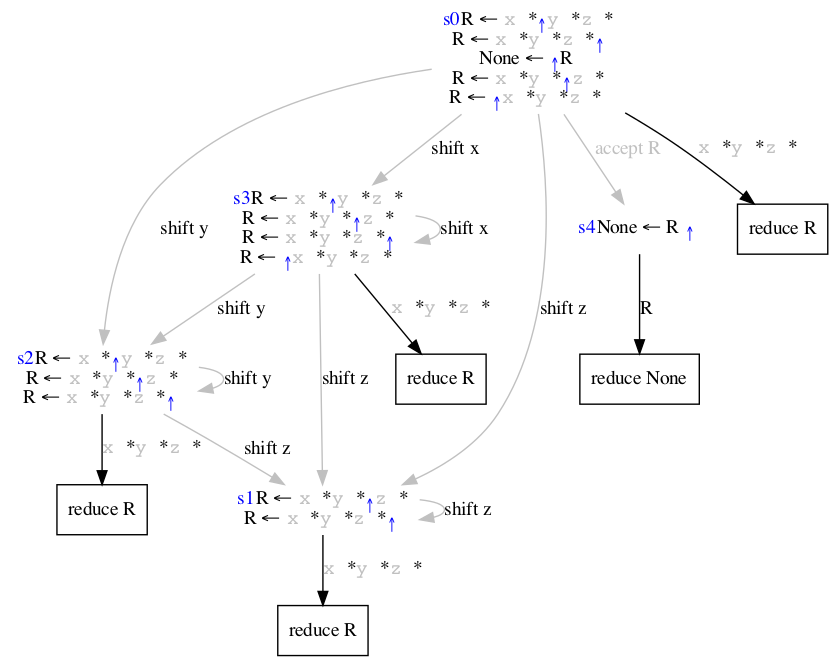 s0R ← x *↑y *z *
R ← x *y *z *↑
None ← ↑R
R ← x *y *↑z *
R ← ↑x *y *z *
shift x
accept R
x *y *z *
s3R ← x *↑y *z *
R ← x *y *↑z *
R ← x *y *z *↑
R ← ↑x *y *z *
shift x
shift y
s4None ← R ↑
reduce R
shift y
x *y *z *
shift z
R
s2R ← x *↑y *z *
R ← x *y *↑z *
R ← x *y *z *↑
shift y
shift z
reduce R
reduce None
x *y *z *
shift z
s1R ← x *y *↑z *
R ← x *y *z *↑
shift z
reduce R
x *y *z *
reduce R